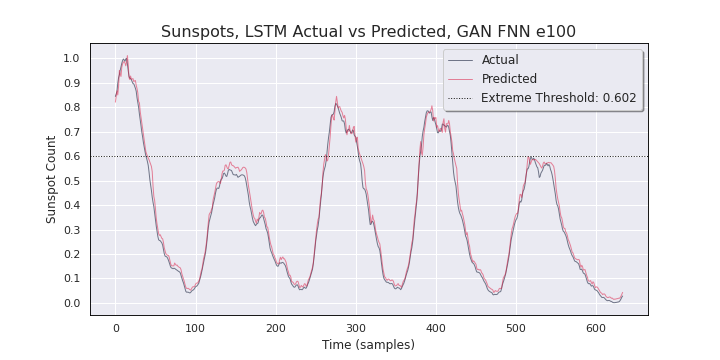 Sunspots, LSTM Actual vs Predicted, GAN FNN e100
Actual
Predicted
Extreme Threshold: 0.602
Sunspot Count
1.0
0.9
0.8
0.7
0.6
0.5
0.4
0.3
0.2
0.1
0.0
0 100 200 300 400 500 600
Time (samples)